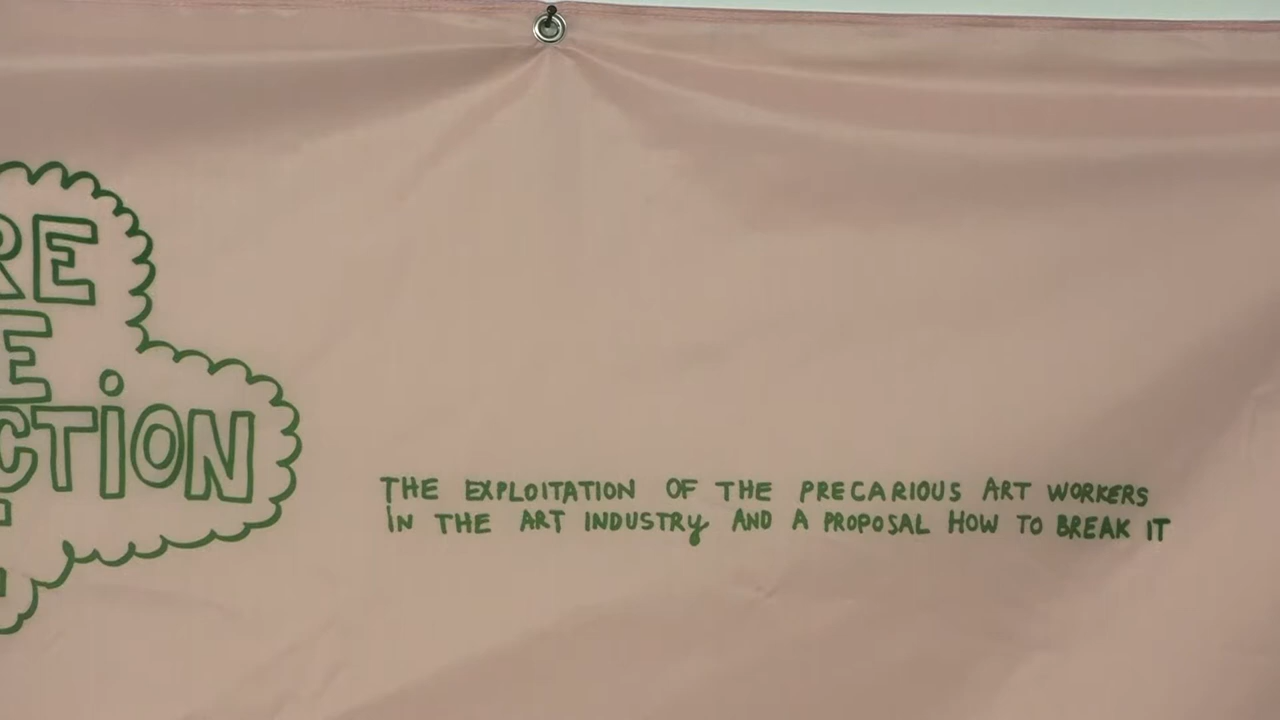 RE
E
CTION
THE EXPLOITATION OF THE PRECARIOUS ART WORKERS
IN THE ART INDUSTRY AND A PROPOSAL HOW TO BREAK IT